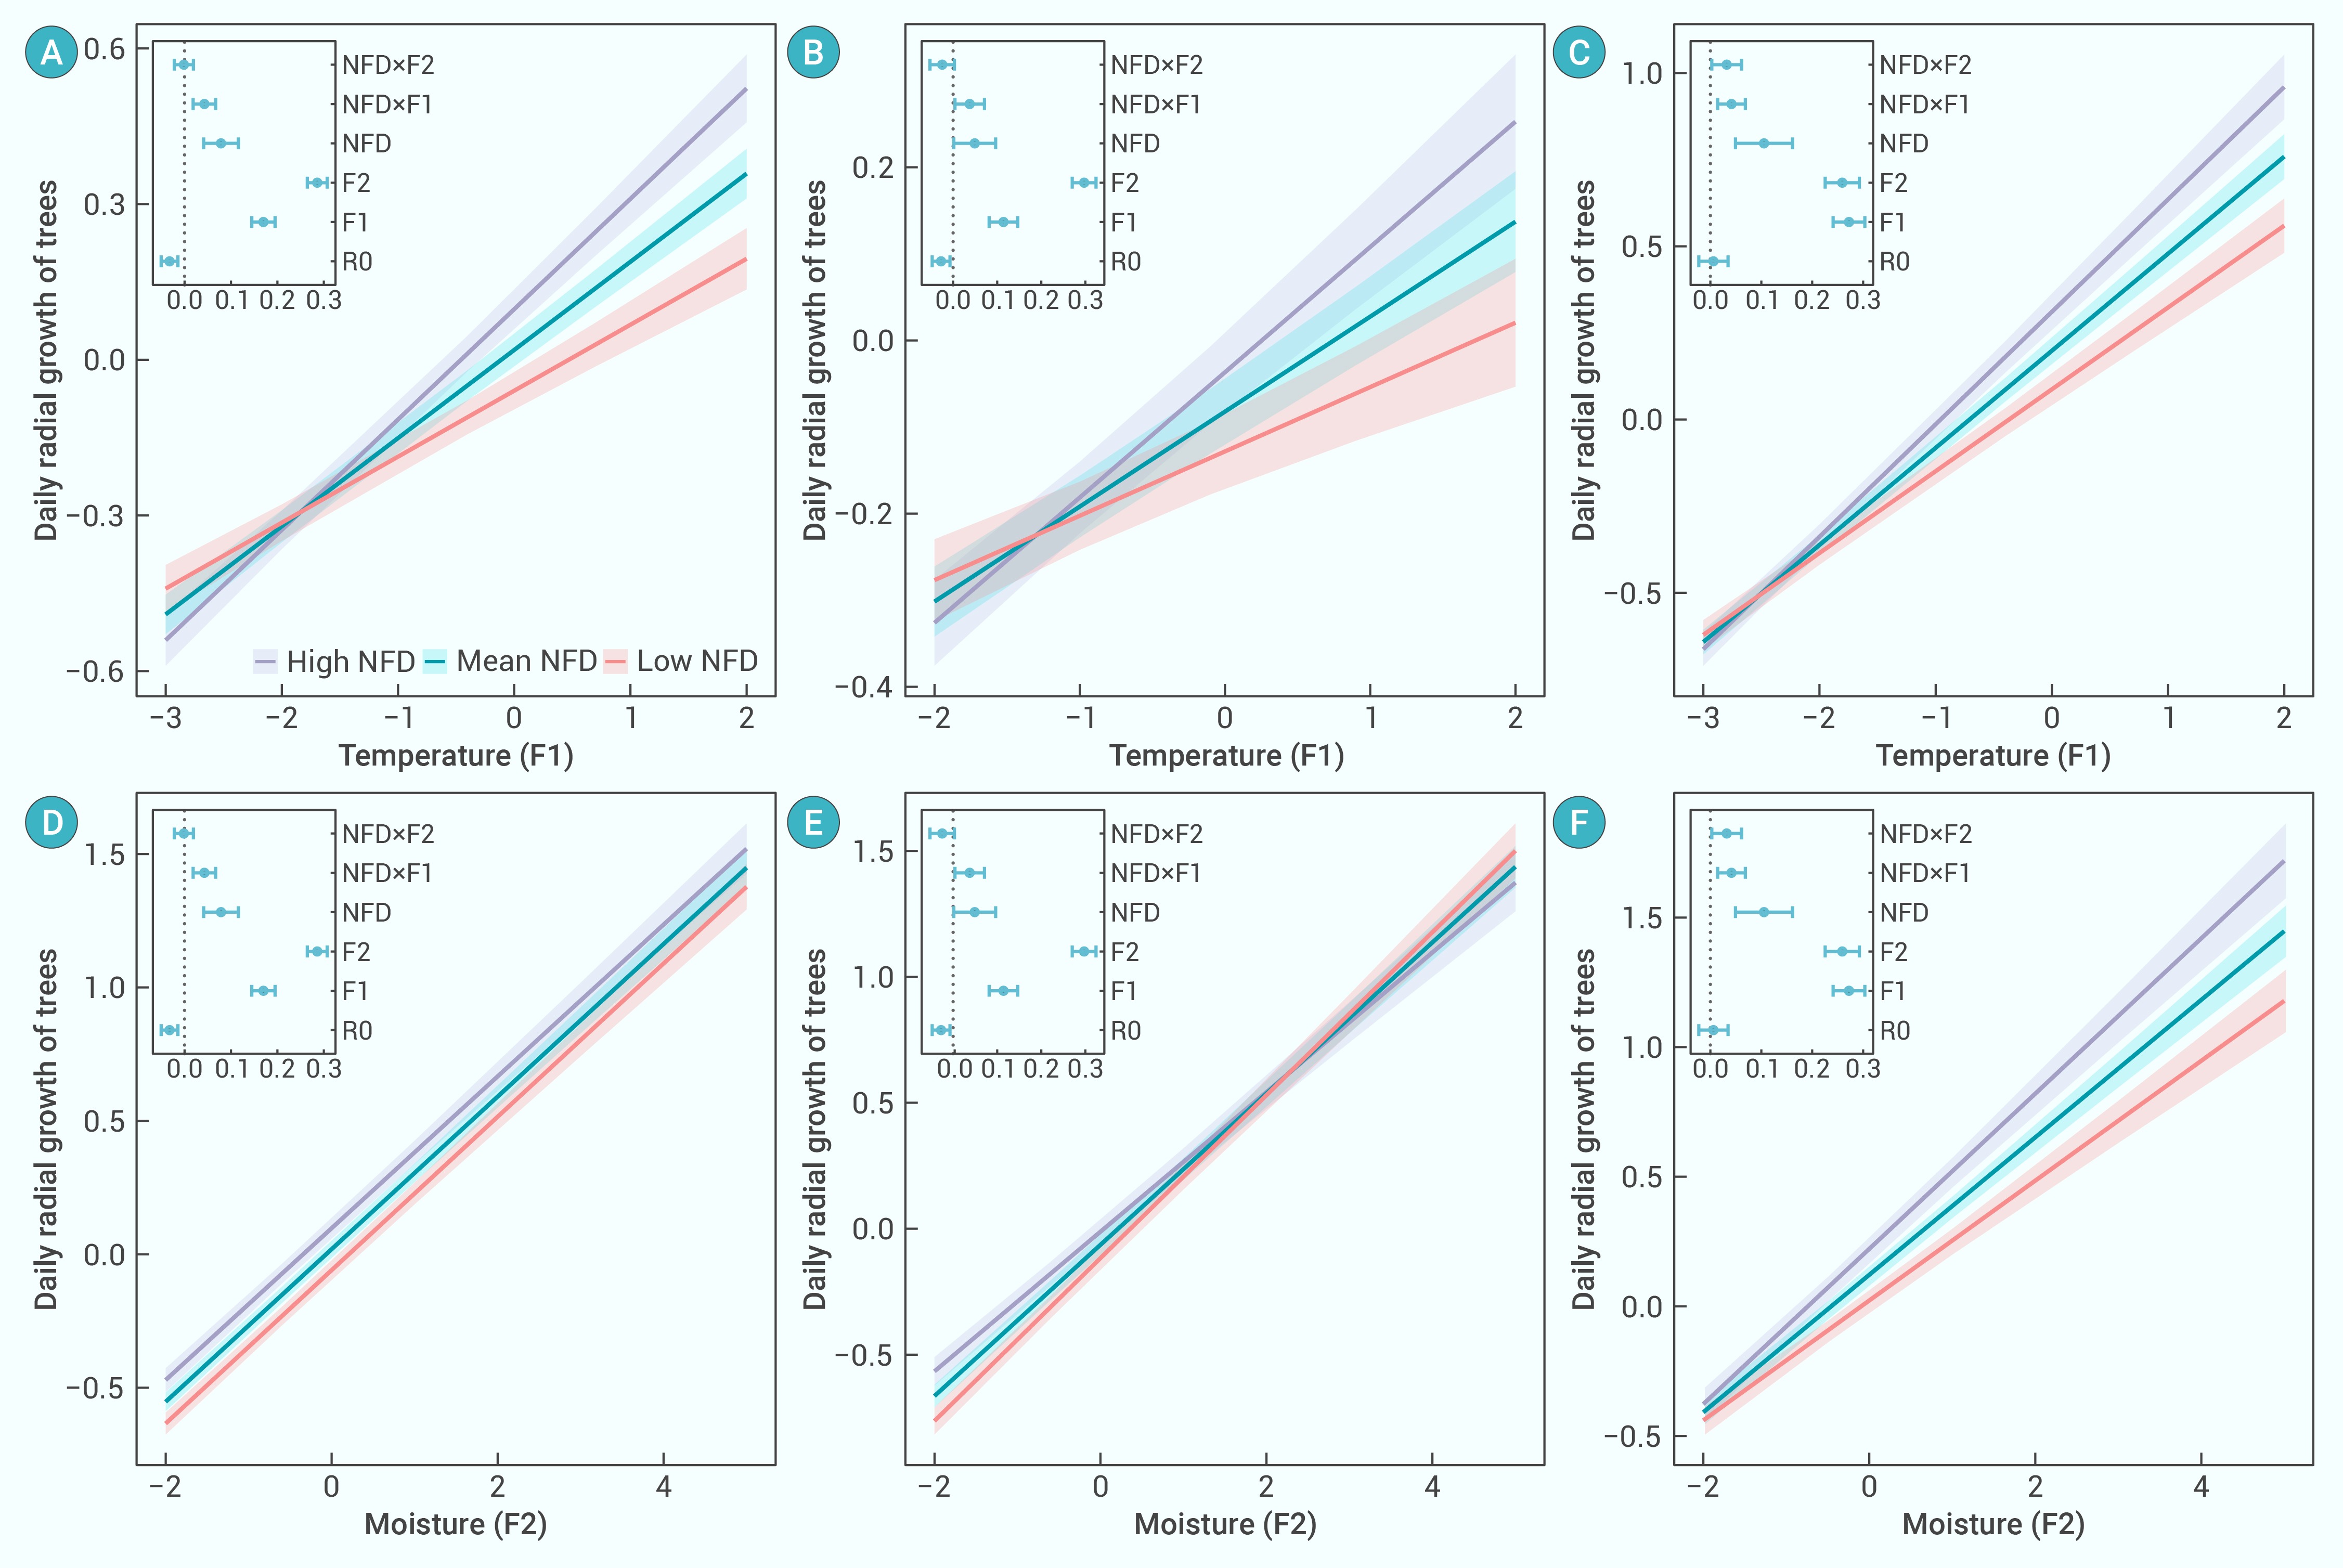 A
Daily radial growth of trees
0.6
0.3
0.0
−0.3
−0.6
NFD×F2
NFD×F1
NFD
F2
F1
R0
0.0 0.1 0.2 0.3
High NFD Mean NFD Low NFD
−3 −2 −1 0 1 2
Temperature (F1)
B
Daily radial growth of trees
0.2
0.0
−0.2
−0.4
NFD×F2
NFD×F1
NFD
F2
F1
R0
0.0 0.1 0.2 0.3
−2 −1 0 1 2
Temperature (F1)
C
Daily radial growth of trees
1.0
0.5
0.0
−0.5
NFD×F2
NFD×F1
NFD
F2
F1
R0
0.0 0.1 0.2 0.3
−3 −2 −1 0 1 2
Temperature (F1)
D
Daily radial growth of trees
1.5
1.0
0.5
0.0
−0.5
NFD×F2
NFD×F1
NFD
F2
F1
R0
0.0 0.1 0.2 0.3
−2 0 2 4
Moisture (F2)
E
Daily radial growth of trees
1.5
1.0
0.5
0.0
−0.5
NFD×F2
NFD×F1
NFD
F2
F1
R0
0.0 0.1 0.2 0.3
−2 0 2 4
Moisture (F2)
F
Daily radial growth of trees
1.5
1.0
0.5
0.0
−0.5
NFD×F2
NFD×F1
NFD
F2
F1
R0
0.0 0.1 0.2 0.3
−2 0 2 4
Moisture (F2)